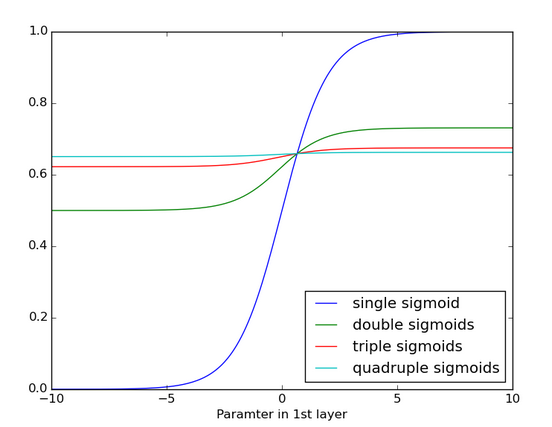 1.0
0.8
0.6
0.4
0.2
0.0
single sigmoid
double sigmoids
triple sigmoids
quadruple sigmoids
−10
−5
0
5
10
Paramter in 1st layer